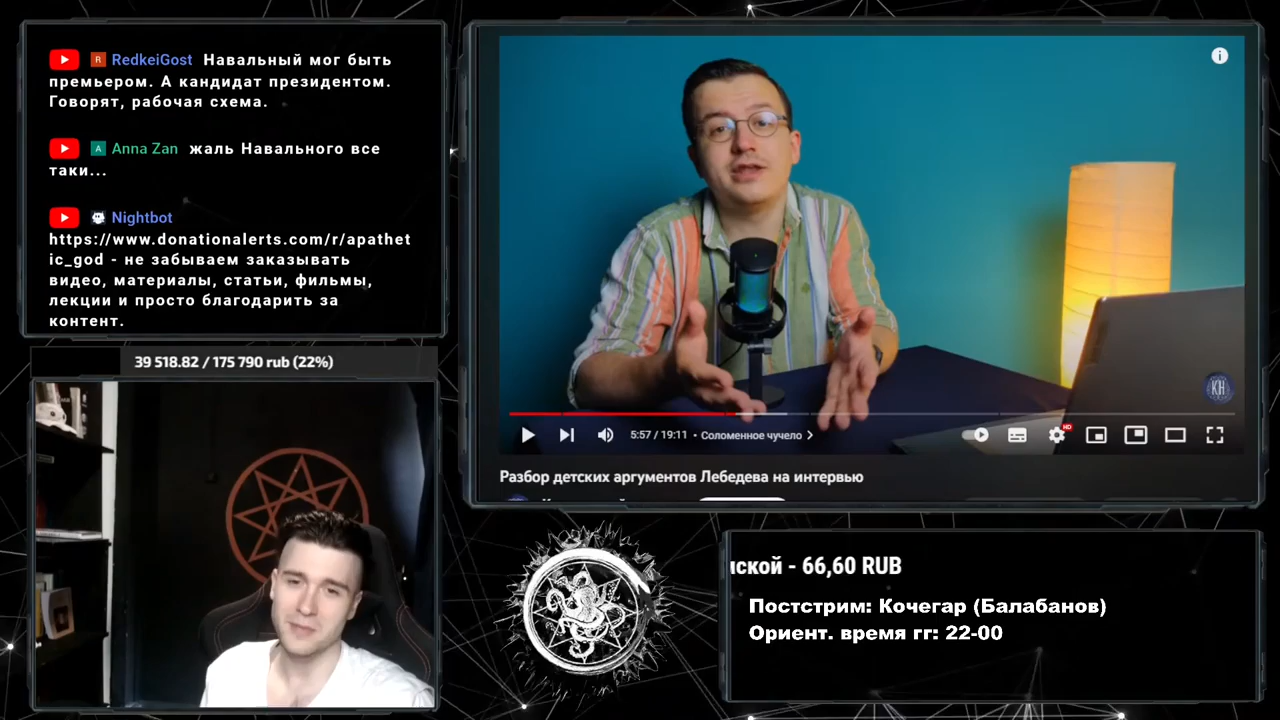 R RedkeiGost Навальный мог быть
премьером. А кандидат президентом.
Говорят, рабочая схема.
A Anna Zan жаль Навального все
таки...
Nightbot
https://www.donationalerts.com/r/apathet
ic_god - не забываем заказывать
видео, материалы, статьи, фильмы,
лекции и просто благодарить за
контент.
39 518.82 / 175 790 rub (22%)
5:57 / 19:11 • Соломенное чучело
HD
КН
Разбор детских аргументов Лебедева на интервью
ской - 66,60 RUB
Постстрим: Кочегар (Балабанов)
Ориент. время гг: 22-00